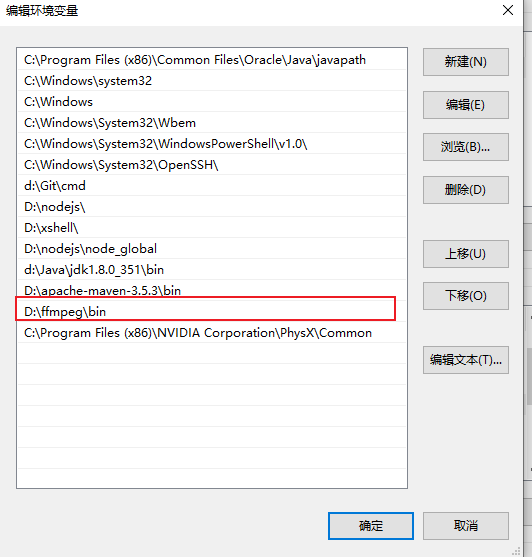 编辑环境变量
C:\Program Files (x86)\Common Files\Oracle\Java\javapath
C:\Windows\system32
C:\Windows
C:\Windows\System32\Wbem
C:\Windows\System32\WindowsPowerShell\v1.0\
C:\Windows\System32\OpenSSH\
d:\Git\cmd
D:\nodejs\
D:\xshell\
D:\nodejs\node_global
d:\Java\jdk1.8.0_351\bin
D:\apache-maven-3.5.3\bin
D:\ffmpeg\bin
C:\Program Files (x86)\NVIDIA Corporation\PhysX\Common
新建(N)
编辑(E)
浏览(B)...
删除(D)
上移(U)
下移(O)
编辑文本(T)...
确定
取消